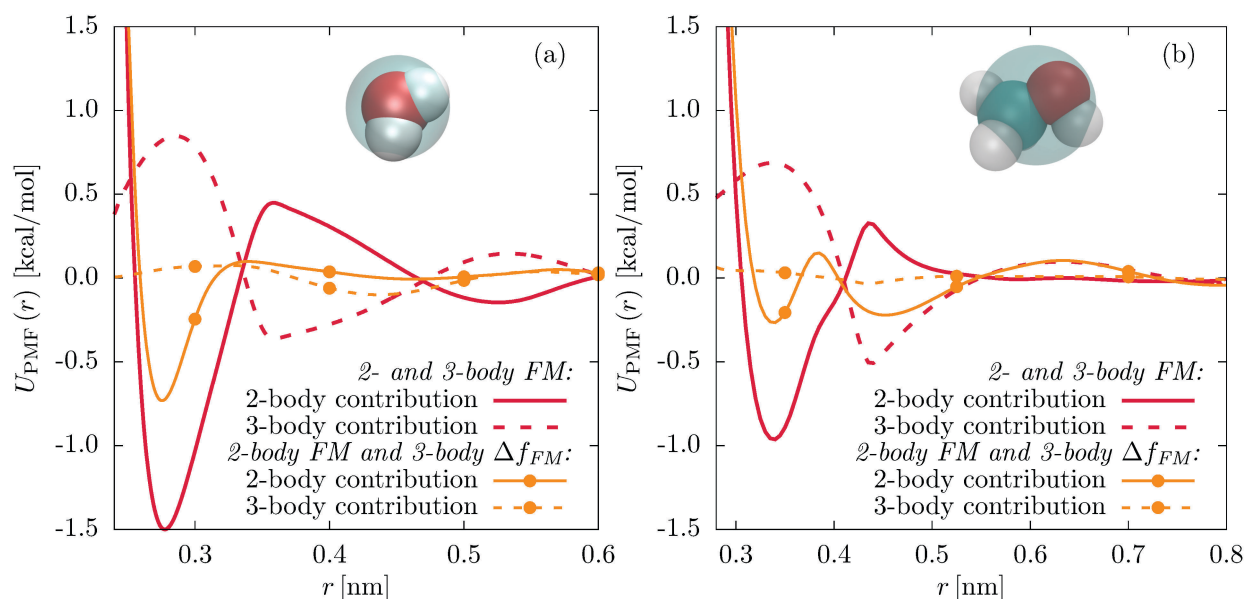 1.5
1.0
0.5
0.0
-0.5
-1.0
-1.5
U_PMF (r) [kcal/mol]
(a)
2- and 3-body FM:
2-body contribution
3-body contribution
2-body FM and 3-body Δf_FM:
2-body contribution
3-body contribution
0.3 0.4 0.5 0.6
r [nm]
1.5
1.0
0.5
0.0
-0.5
-1.0
-1.5
U_PMF (r) [kcal/mol]
(b)
2- and 3-body FM:
2-body contribution
3-body contribution
2-body FM and 3-body Δf_FM:
2-body contribution
3-body contribution
0.3 0.4 0.5 0.6 0.7 0.8
r [nm]